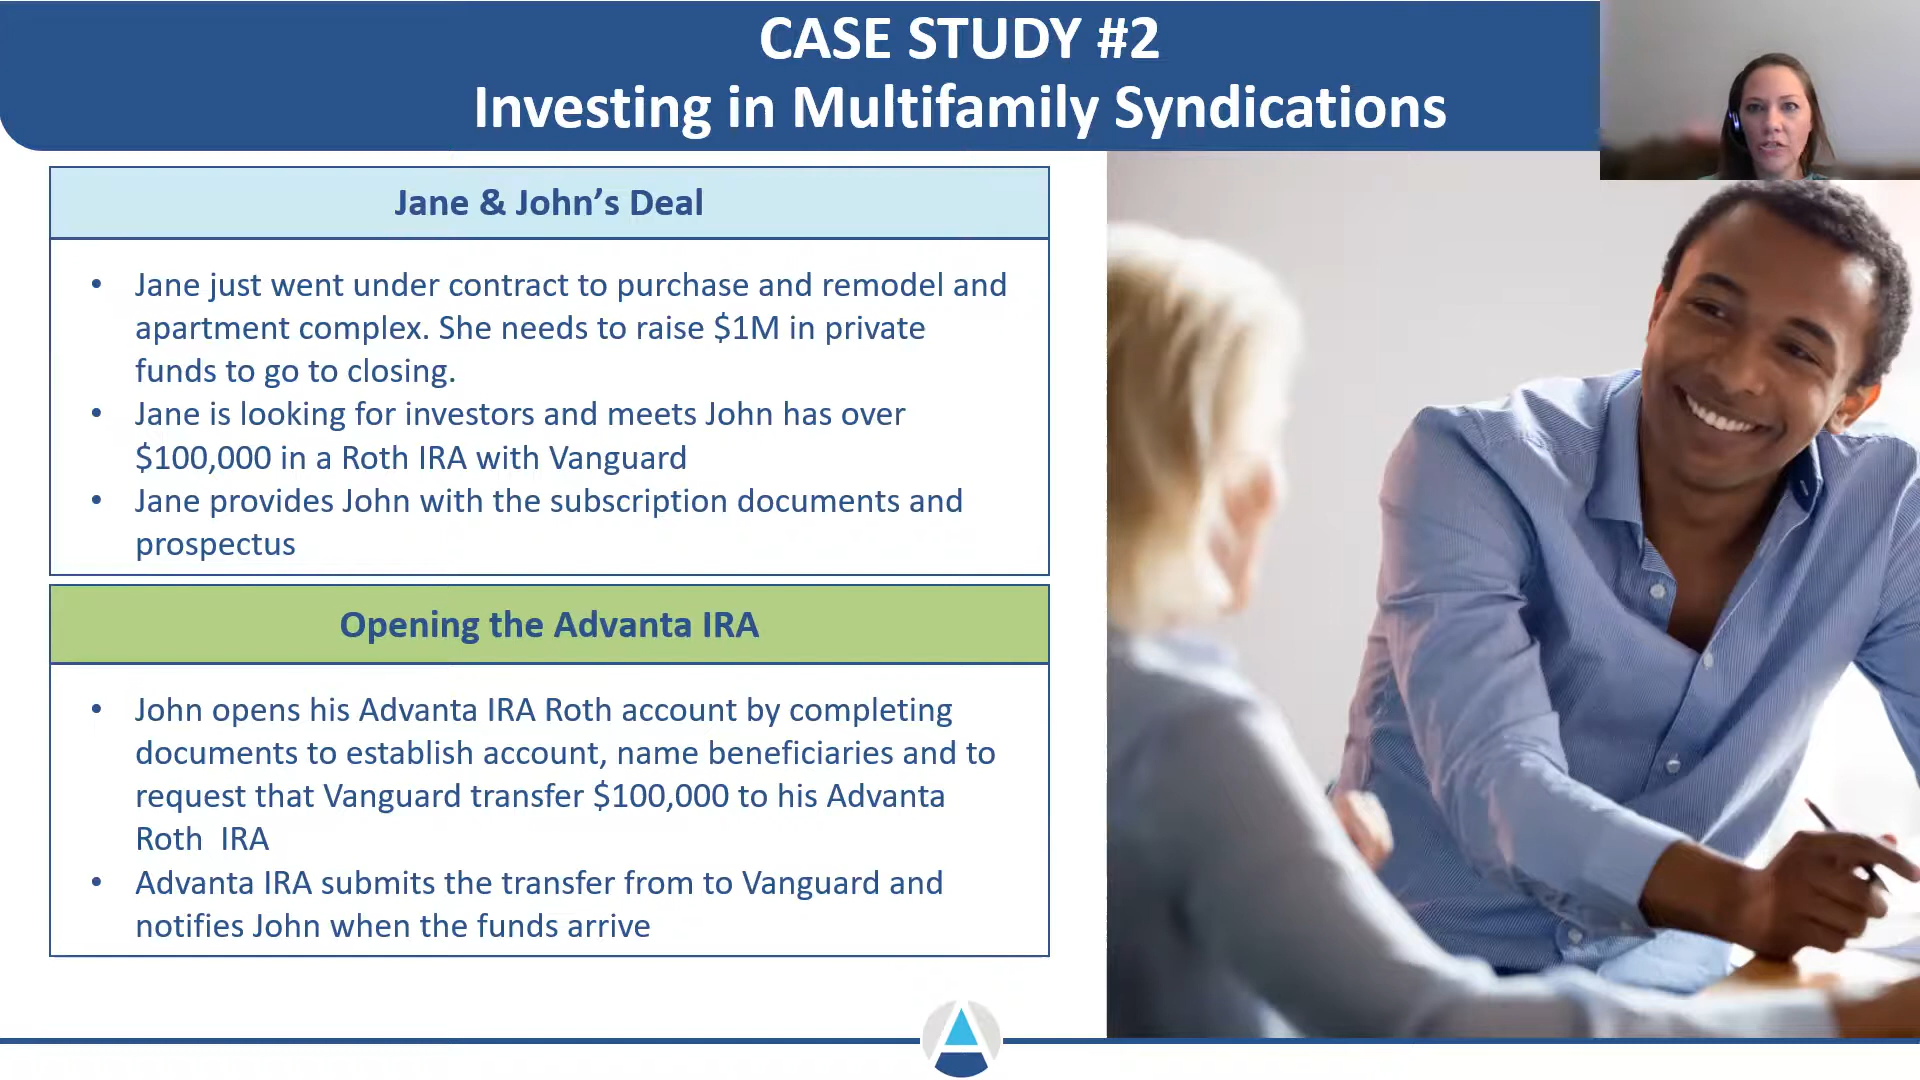 CASE STUDY #2
Investing in Multifamily Syndications
Jane & John’s Deal
• Jane just went under contract to purchase and remodel and
apartment complex. She needs to raise $1M in private
funds to go to closing.
• Jane is looking for investors and meets John has over
$100,000 in a Roth IRA with Vanguard
• Jane provides John with the subscription documents and
prospectus
Opening the Advanta IRA
• John opens his Advanta IRA Roth account by completing
documents to establish account, name beneficiaries and to
request that Vanguard transfer $100,000 to his Advanta
Roth  IRA
• Advanta IRA submits the transfer from to Vanguard and
notifies John when the funds arrive